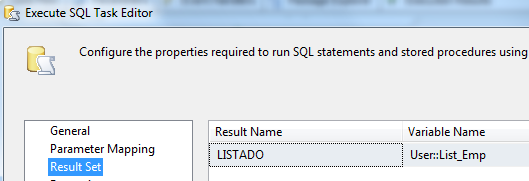 Execute SQL Task Editor
Configure the properties required to run SQL statements and stored procedures using
General
Parameter Mapping
Result Set
Result Name Variable Name
LISTADO User::List_Emp